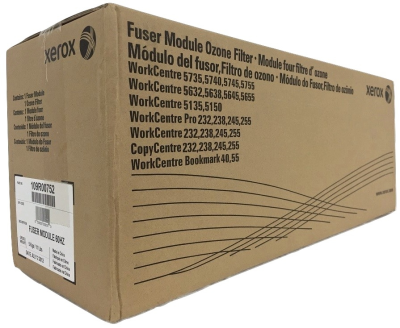 xerox
Fuser Module Ozone Filter · Module four filtre d' ozone
Módulo del fusor,Filtro de ozono · Módulo do Fusor,Filtro de ozônio
WorkCentre 5735,5740,5745,5755
WorkCentre 5632,5638,5645,5655
WorkCentre 5135,5150
WorkCentre Pro 232,238,245,255
WorkCentre 232,238,245,255
CopyCentre 232,238,245,255
WorkCentre Bookmark 40,55
xerox
109R00752
FUSER MODULE 60HZ